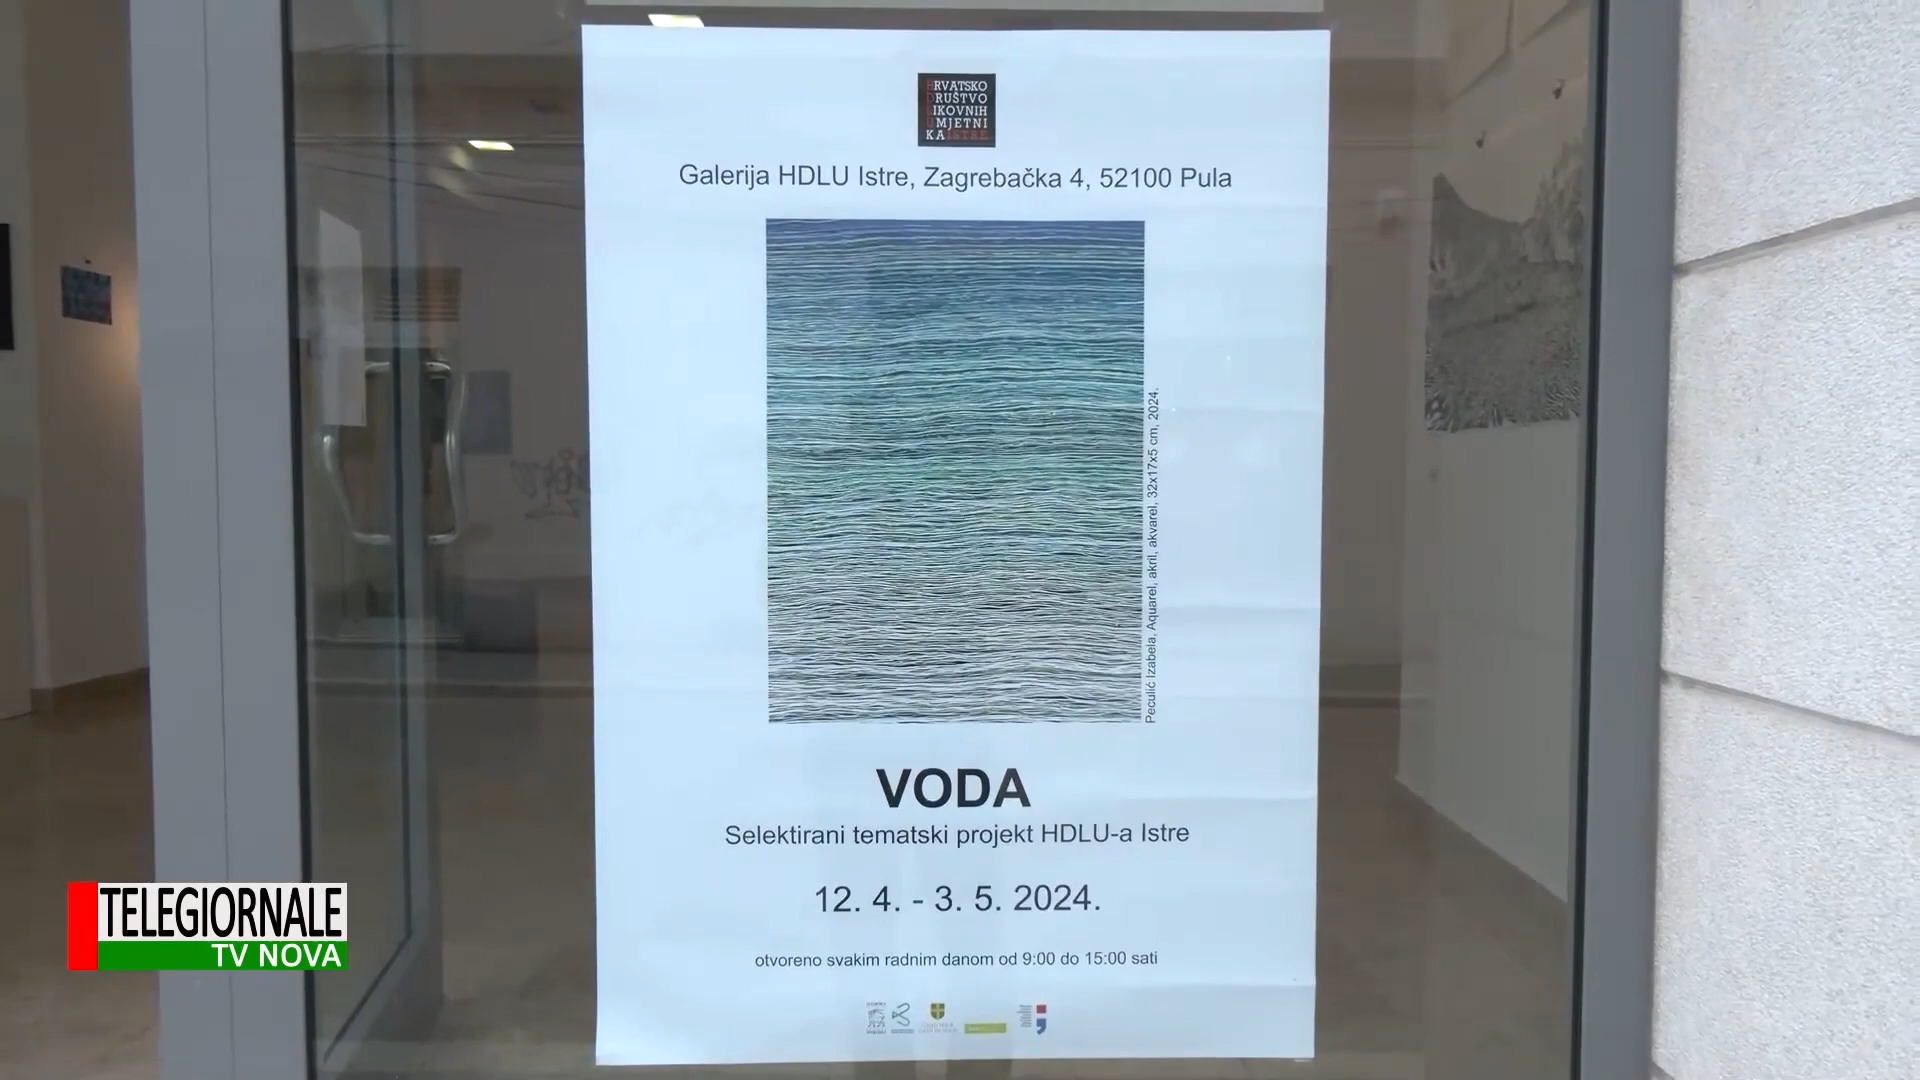 HRVATSKO
DRUŠTVO
LIKOVNIH
UMJETNI
KA ISTRE
Galerija HDLU Istre, Zagrebačka 4, 52100 Pula
Peculić Izabela, Aquarel, akril, akvarel, 32x17x5 cm, 2024.
VODA
Selektirani tematski projekt HDLU-a Istre
12. 4. - 3. 5. 2024.
otvoreno svakim radnim danom od 9:00 do 15:00 sati
TELEGIORNALE
TV NOVA